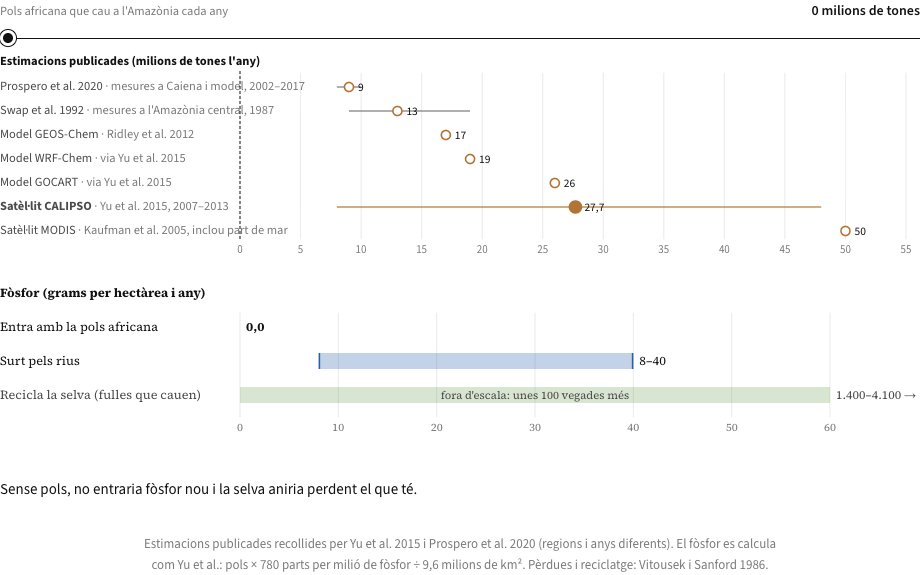 Pols africana que cau a l'Amazònia cada any
0 milions de tones
Estimacions publicades (milions de tones l'any)
Prospero et al. 2020 · mesures a Caiena i model, 2002–2017
9
Swap et al. 1992 · mesures a l'Amazònia central, 1987
13
Model GEOS-Chem · Ridley et al. 2012
17
Model WRF-Chem · via Yu et al. 2015
19
Model GOCART · via Yu et al. 2015
26
Satèl·lit CALIPSO · Yu et al. 2015, 2007–2013
27,7
Satèl·lit MODIS · Kaufman et al. 2005, inclou part de mar
50
0 5 10 15 20 25 30 35 40 45 50 55
Fòsfor (grams per hectàrea i any)
Entra amb la pols africana
0,0
Surt pels rius
8–40
Recicla la selva (fulles que cauen)
fora d'escala: unes 100 vegades més
1.400–4.100 →
0 10 20 30 40 50 60
Sense pols, no entraria fòsfor nou i la selva aniria perdent el que té.
Estimacions publicades recollides per Yu et al. 2015 i Prospero et al. 2020 (regions i anys diferents). El fòsfor es calcula
com Yu et al.: pols × 780 parts per milió de fòsfor ÷ 9,6 milions de km². Pèrdues i reciclatge: Vitousek i Sanford 1986.